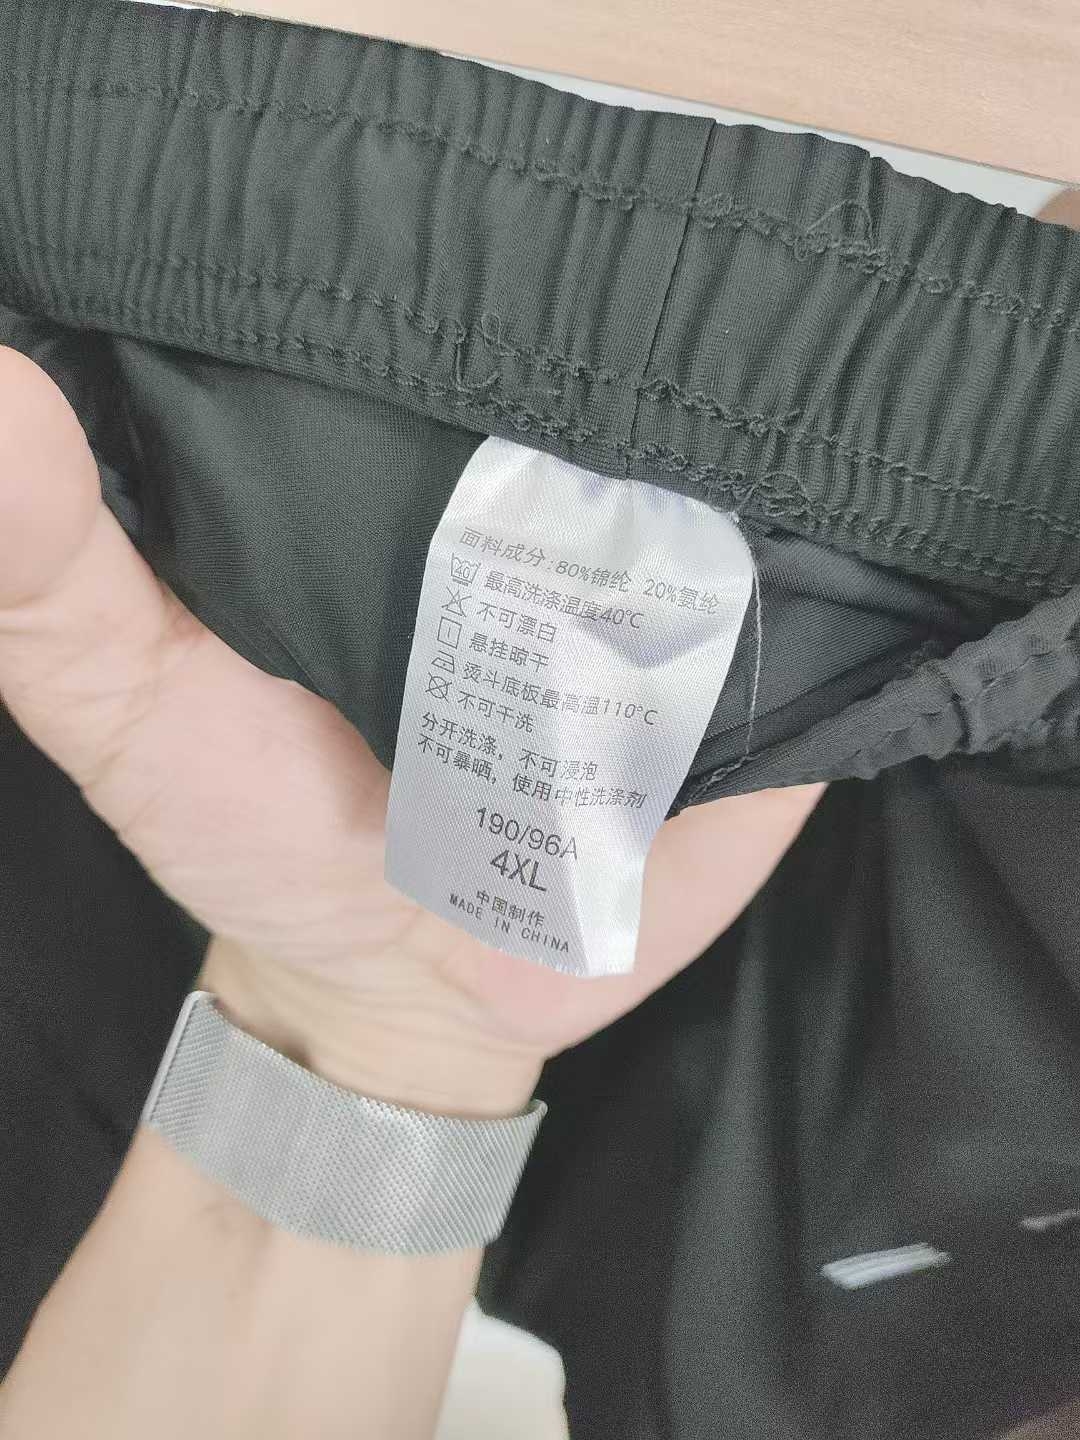 面料成分:80%锦纶 20%氨纶
最高洗涤温度40℃
不可漂白
悬挂晾干
熨斗底板最高温110℃
不可干洗
分开洗涤，不可浸泡
不可暴晒，使用中性洗涤剂
190/96A
4XL
中国制作
MADE IN CHINA